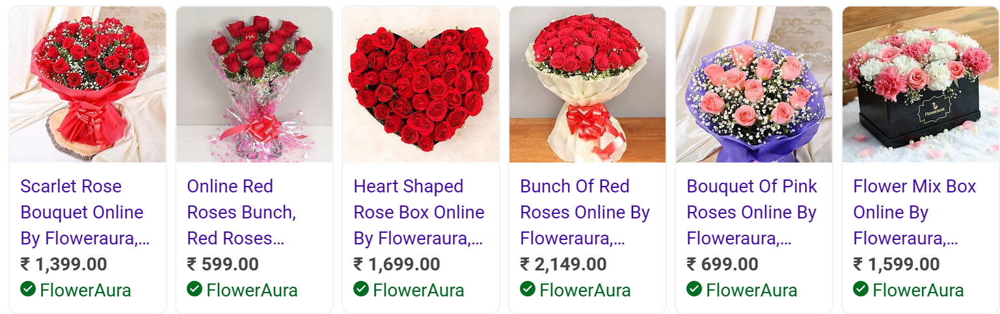 Floweraura
Scarlet Rose
Bouquet Online
By Floweraura,...
₹ 1,399.00
FlowerAura
Online Red
Roses Bunch,
Red Roses...
₹ 599.00
FlowerAura
Heart Shaped
Rose Box Online
By Floweraura,...
₹ 1,699.00
FlowerAura
Bunch Of Red
Roses Online By
Floweraura,...
₹ 2,149.00
FlowerAura
Bouquet Of Pink
Roses Online By
Floweraura,...
₹ 699.00
FlowerAura
Flower Mix Box
Online By
Floweraura,...
₹ 1,599.00
FlowerAura